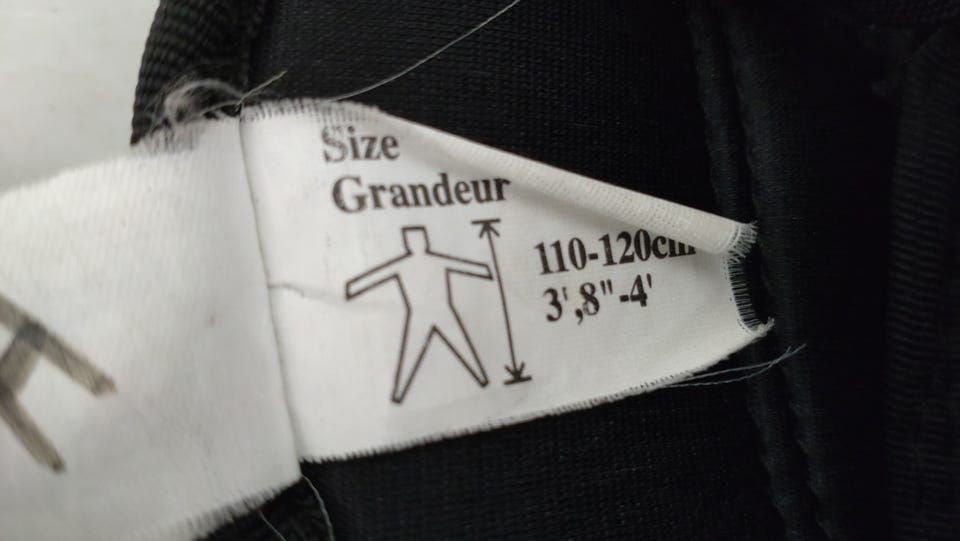 Size
Grandeur
110-120cm
3',8"-4'